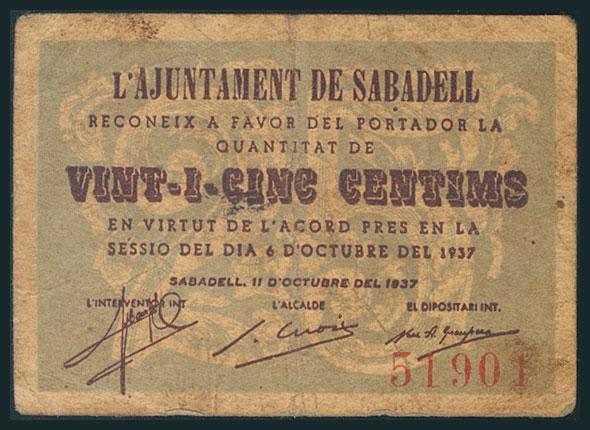 L'AJUNTAMENT DE SABADELL
RECONEIX A FAVOR DEL PORTADOR LA
QUANTITAT DE
VINT-I-CINC CENTIMS
EN VIRTUT DE L'ACORD PRES EN LA
SESSIO DEL DIA 6 D'OCTUBRE DEL 1937
SABADELL, 11 D'OCTUBRE DEL 1937
L'INTERVENTOR INT. L'ALCALDE EL DIPOSITARI INT.
51901